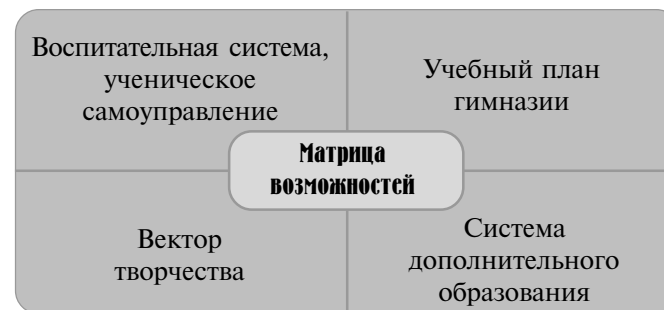 Воспитательная система,
ученическое
самоуправление
Учебный план
гимназии
Матрица
возможностей
Вектор
творчества
Система
дополнительного
образования